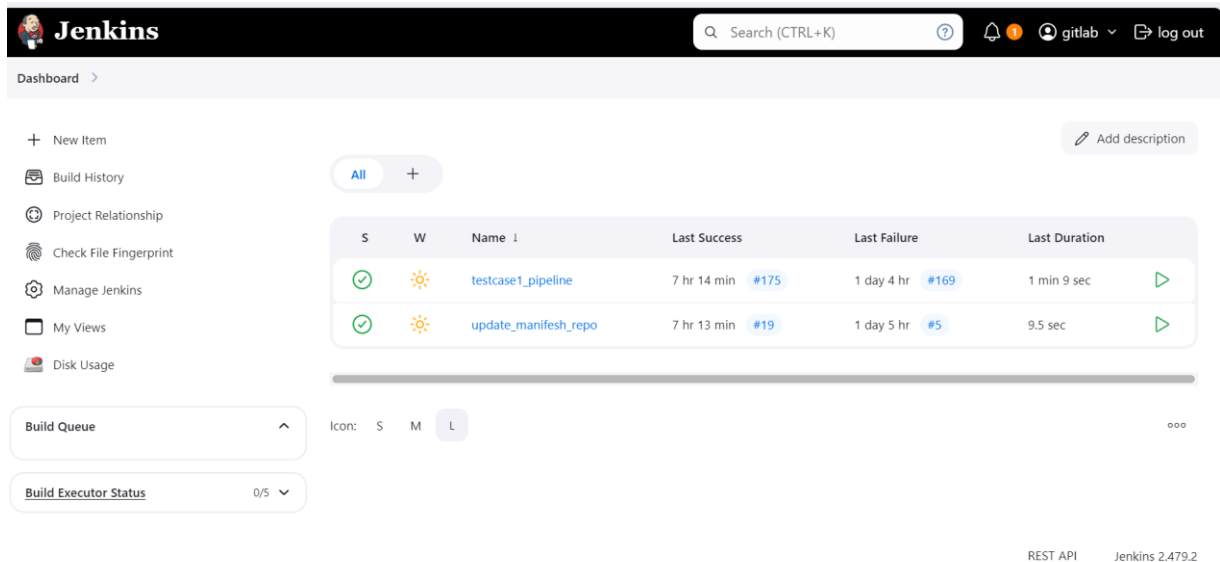 Jenkins
Search (CTRL+K)
?
1
gitlab
log out
Dashboard
Add description
New Item
Build History
Project Relationship
Check File Fingerprint
Manage Jenkins
My Views
Disk Usage
All +
S W Name ↓ Last Success Last Failure Last Duration
testcase1_pipeline 7 hr 14 min #175 1 day 4 hr #169 1 min 9 sec
update_manifesh_repo 7 hr 13 min #19 1 day 5 hr #5 9.5 sec
Build Queue
Icon: S M L
Build Executor Status 0/5
REST API Jenkins 2.479.2